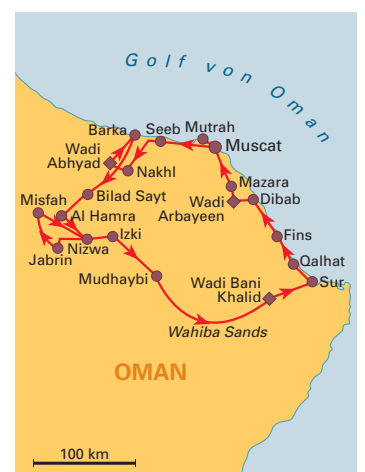 Golf von Oman
Barka
Seeb
Mutrah
Muscat
Wadi
Abhyad
Nakhl
Mazara
Misfah
Bilad Sayt
Wadi
Arbayeen
Dibab
Al Hamra
Izki
Fins
Nizwa
Jabrin
Qalhat
Mudhaybi
Wadi Bani
Khalid
Sur
Wahiba Sands
OMAN
100 km